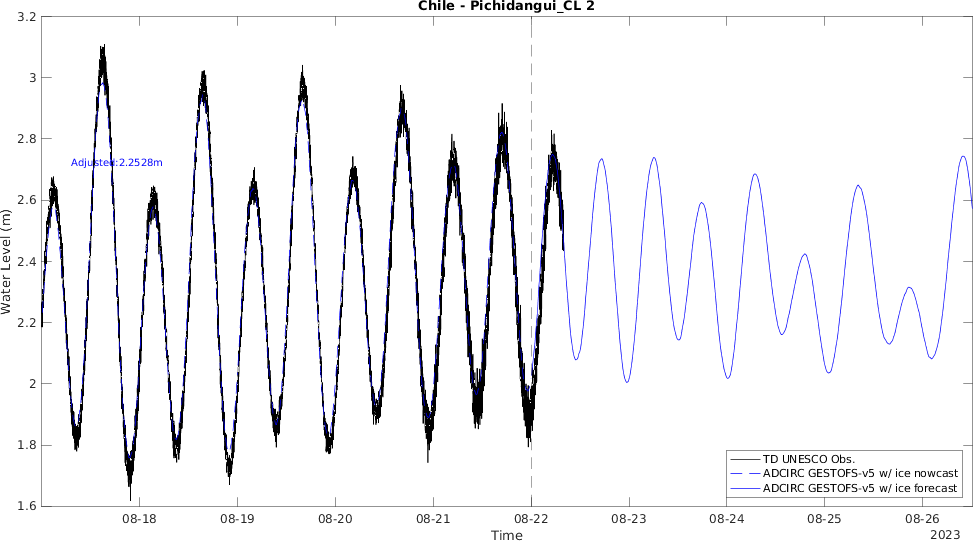 Chile - Pichidangui_CL 2
3.2
3
2.8
2.6
2.4
2.2
2
1.8
1.6
Water Level (m)
Adjusted:2.2528m
TD UNESCO Obs.
ADCIRC GESTOFS-v5 w/ ice nowcast
ADCIRC GESTOFS-v5 w/ ice forecast
08-18 08-19 08-20 08-21 08-22 08-23 08-24 08-25 08-26
Time
2023